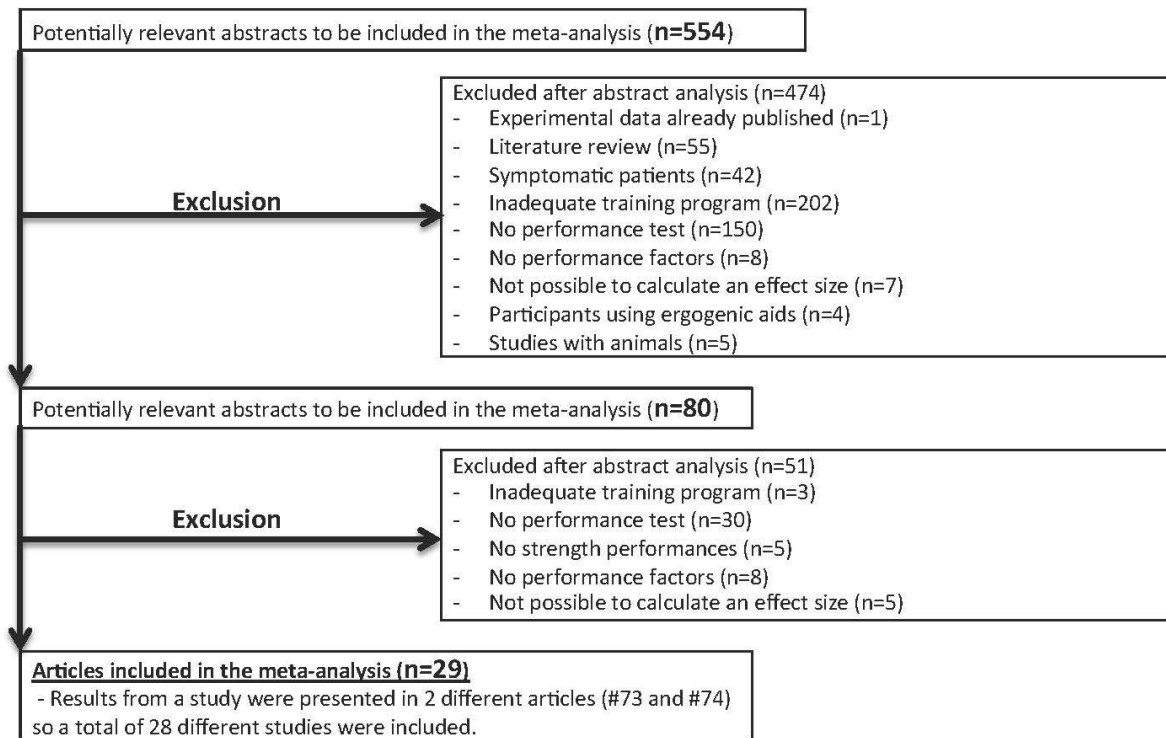 Potentially relevant abstracts to be included in the meta-analysis (n=554)
Excluded after abstract analysis (n=474)
- Experimental data already published (n=1)
- Literature review (n=55)
- Symptomatic patients (n=42)
- Inadequate training program (n=202)
- No performance test (n=150)
- No performance factors (n=8)
- Not possible to calculate an effect size (n=7)
- Participants using ergogenic aids (n=4)
- Studies with animals (n=5)
Exclusion
Potentially relevant abstracts to be included in the meta-analysis (n=80)
Excluded after abstract analysis (n=51)
- Inadequate training program (n=3)
- No performance test (n=30)
- No strength performances (n=5)
- No performance factors (n=8)
- Not possible to calculate an effect size (n=5)
Exclusion
Articles included in the meta-analysis (n=29)
- Results from a study were presented in 2 different articles (#73 and #74)
so a total of 28 different studies were included.